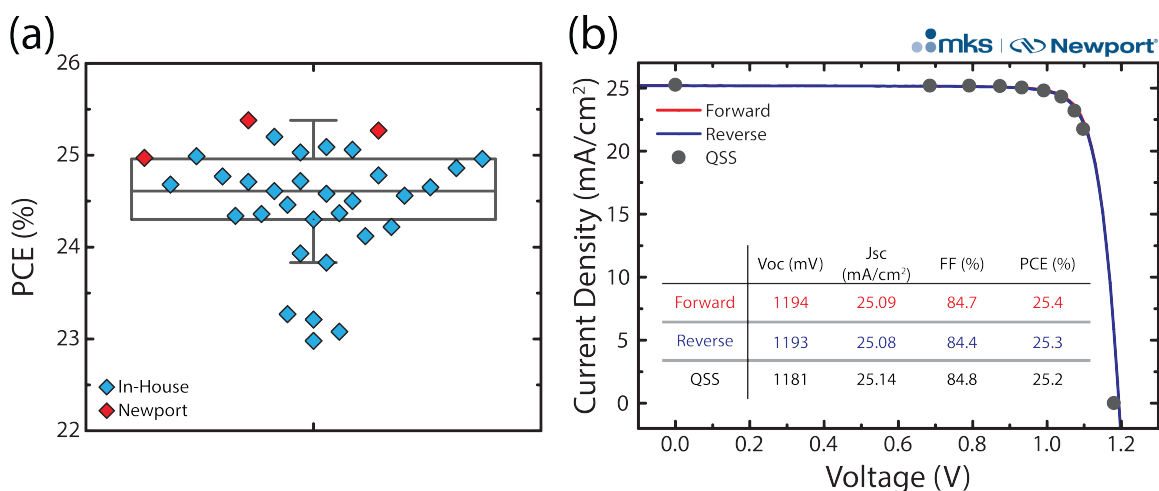 (a)
(b)
mks | Newport®
PCE (%)
26
25
24
23
22
In-House
Newport
Current Density (mA/cm²)
25
20
15
10
5
0
Forward
Reverse
QSS
Voc (mV) Jsc (mA/cm²) FF (%) PCE (%)
Forward 1194 25.09 84.7 25.4
Reverse 1193 25.08 84.4 25.3
QSS 1181 25.14 84.8 25.2
0.0 0.2 0.4 0.6 0.8 1.0 1.2
Voltage (V)